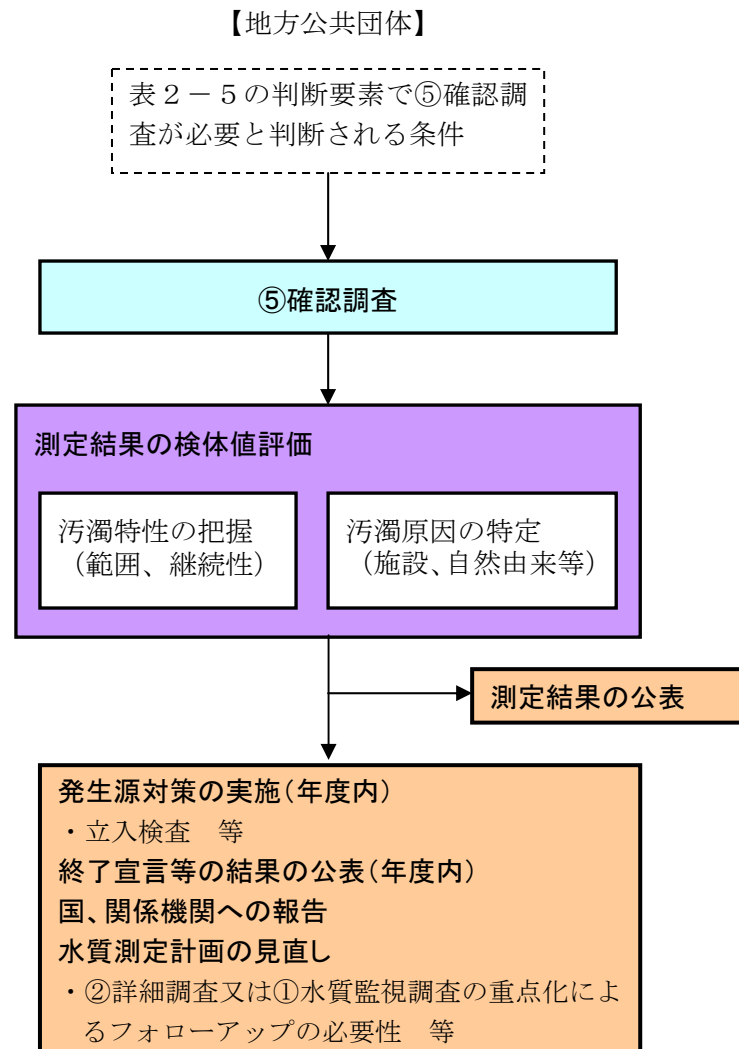 【地方公共団体】
表２－５の判断要素で⑤確認調
査が必要と判断される条件
⑤確認調査
測定結果の検体値評価
汚濁特性の把握
（範囲、継続性）
汚濁原因の特定
（施設、自然由来等）
測定結果の公表
発生源対策の実施（年度内）
・立入検査　等
終了宣言等の結果の公表（年度内）
国、関係機関への報告
水質測定計画の見直し
・②詳細調査又は①水質監視調査の重点化によ
るフォローアップの必要性　等